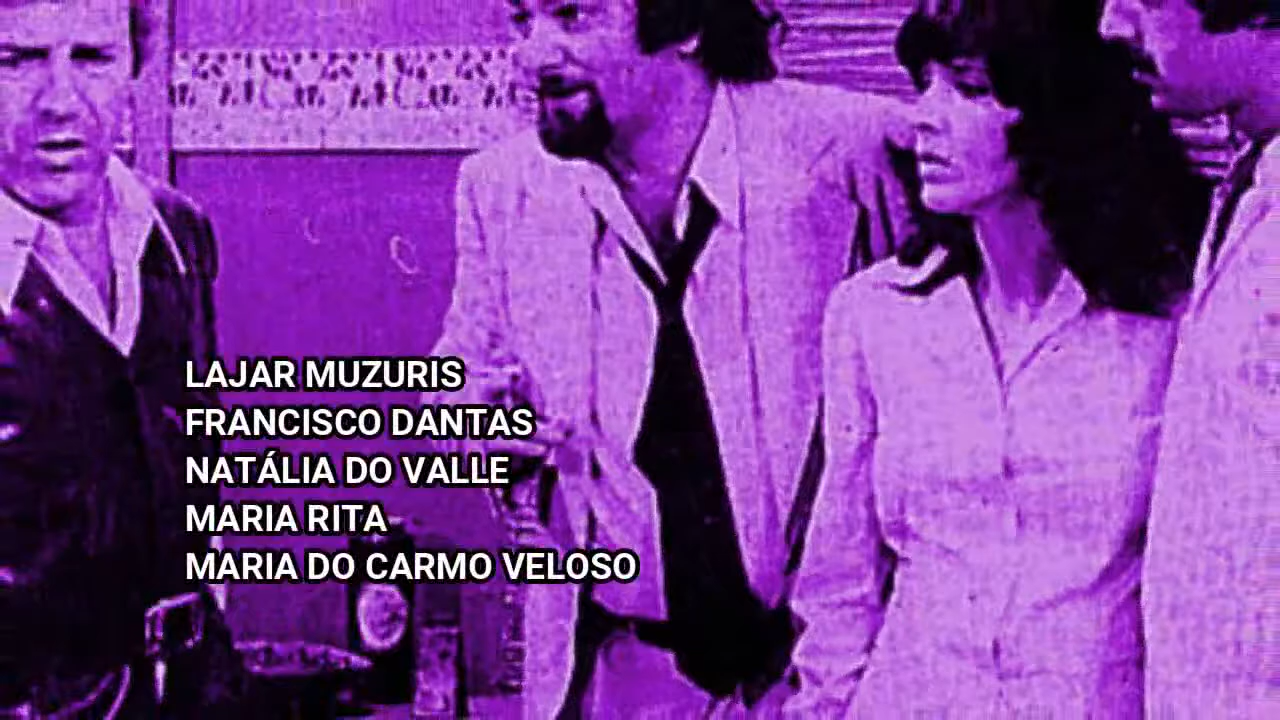 LAJAR MUZURIS
FRANCISCO DANTAS
NATÁLIA DO VALLE
MARIA RITA
MARIA DO CARMO VELOSO